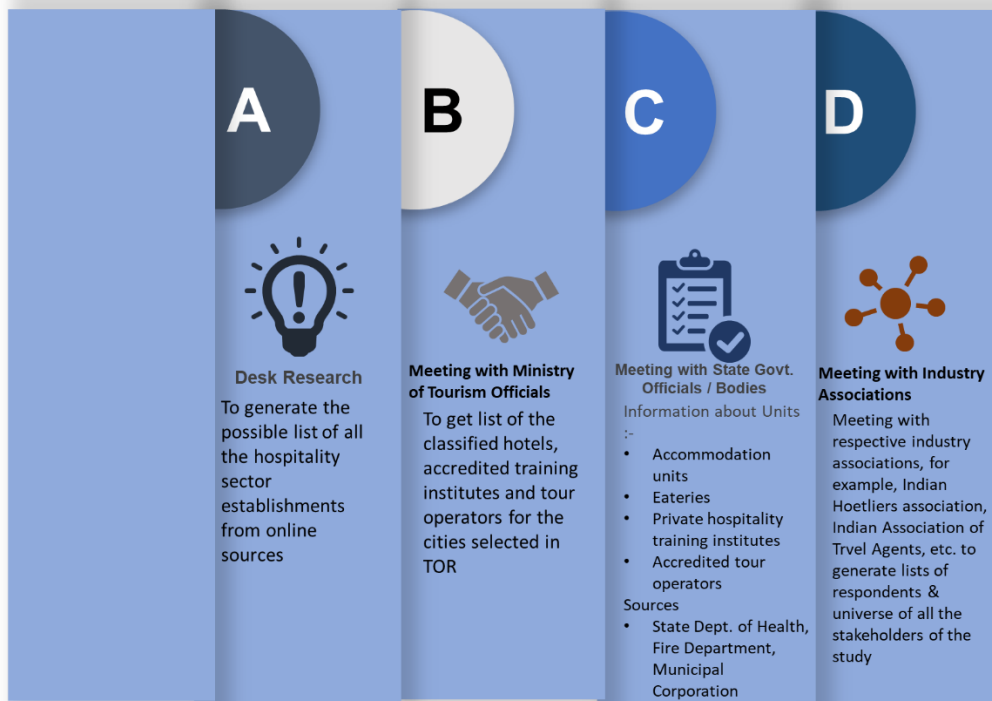 A
Desk Research
To generate the
possible list of all
the hospitality
sector
establishments
from online
sources
B
Meeting with Ministry
of Tourism Officials
To get list of the
classified hotels,
accredited training
institutes and tour
operators for the
cities selected in
TOR
C
Meeting with State Govt.
Officials / Bodies
Information about Units
:-
• Accommodation
units
• Eateries
• Private hospitality
training institutes
• Accredited tour
operators
Sources
• State Dept. of Health,
Fire Department,
Municipal
Corporation
D
Meeting with Industry
Associations
Meeting with
respective industry
associations, for
example, Indian
Hoetliers association,
Indian Association of
Trvel Agents, etc. to
generate lists of
respondents &
universe of all the
stakeholders of the
study